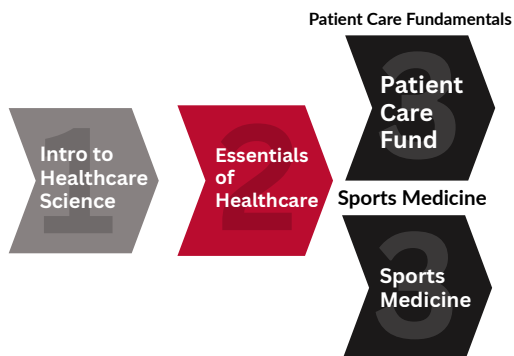 1
Intro to
Healthcare
Science
2
Essentials
of
Healthcare
Patient Care Fundamentals
3
Patient
Care
Fund
Sports Medicine
3
Sports
Medicine